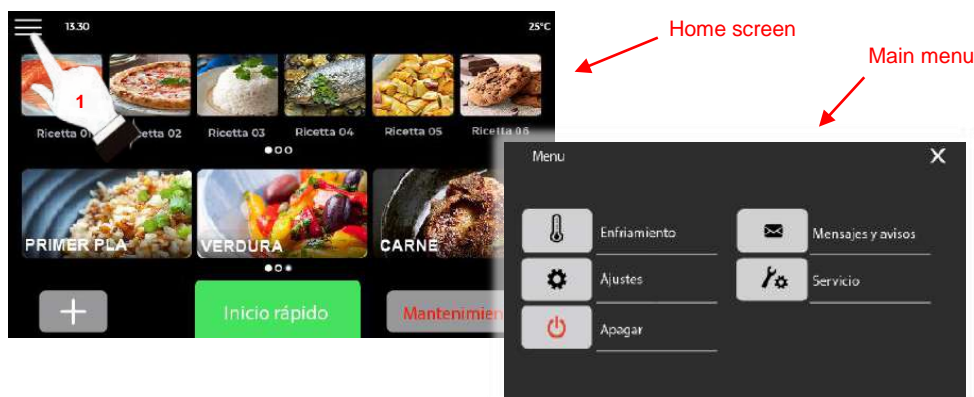 Home screen
Main menu
13.30
25°C
1
Ricetta 01
Ricetta 02
Ricetta 03
Ricetta 04
Ricetta 05
Ricetta 06
PRIMER PLA
VERDURA
CARNE
Inicio rápido
Mantenimien
Menu
X
Enfriamiento
Mensajes y avisos
Ajustes
Servicio
Apagar